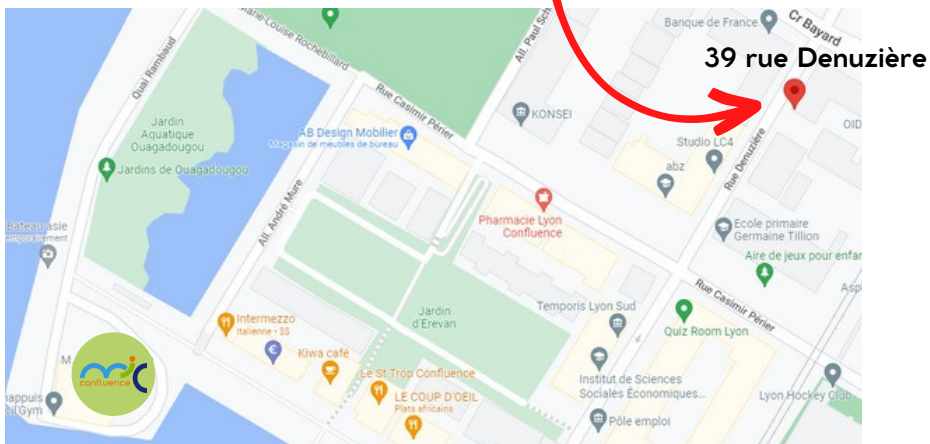 Marie-Louise Rochebillard
Banque de France
Cr Bayard
39 rue Denuzière
All. Paul Sch
Quai Rambaud
Rue Casimir Périer
KONSEI
OID
Jardin
Aquatique
Ouagadougou
AB Design Mobilier
Magasin de meubles de bureau
Studio LC4
Jardins de Ouagadougou
abz
Rue Denuzière
All. André Mure
Pharmacie Lyon
Confluence
Bateau asie
Ecole primaire
Germaine Tillion
Aire de jeux pour enfan
Rue Casimir Périer
Asp
Jardin
d'Erevan
Temporis Lyon Sud
Intermezzo
Italienne • $$
Quiz Room Lyon
Kiwa café
M
mjc
confluence
Le St Trop Confluence
Institut de Sciences
Sociales Économiques...
LE COUP D'OEIL
Plats africains
Lyon Hockey Club
Pôle emploi